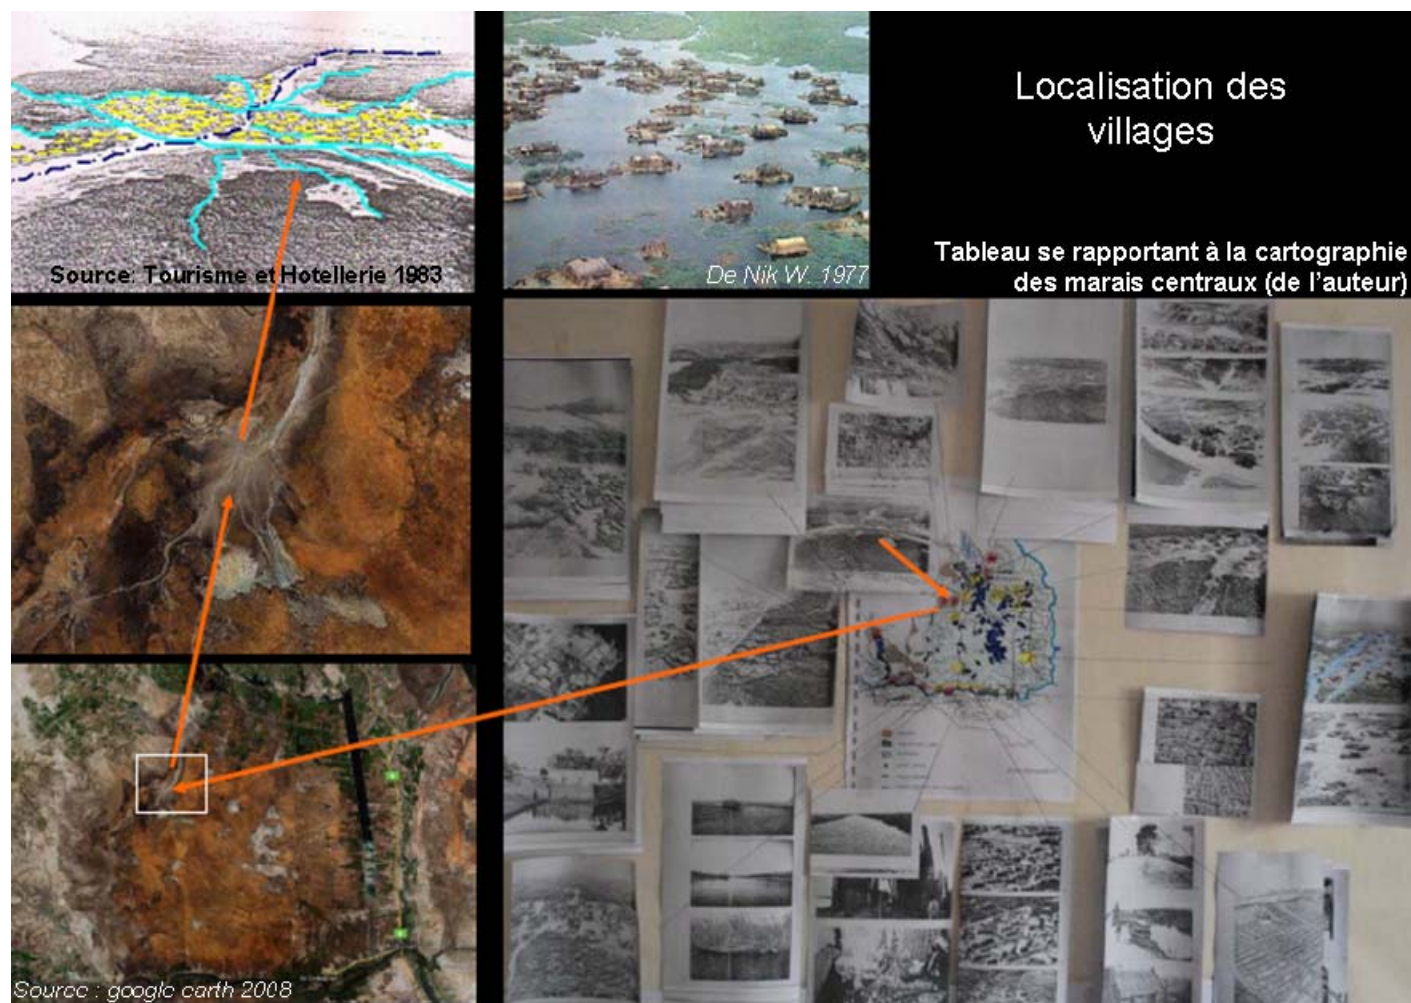 Localisation des
villages
Source: Tourisme et Hotellerie 1983
De Nik W. 1977
Tableau se rapportant à la cartographie
des marais centraux (de l'auteur)
Source : google earth 2008